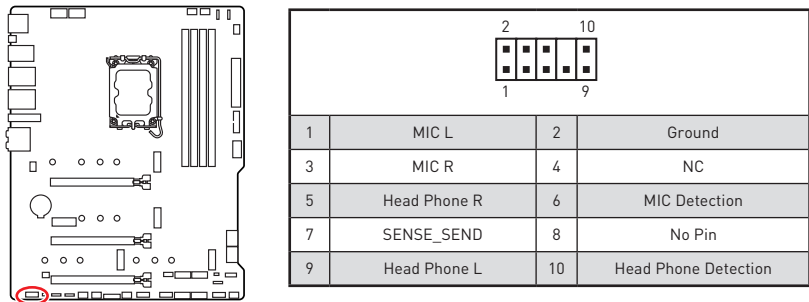 2 10
1 9
1 MIC L 2 Ground
3 MIC R 4 NC
5 Head Phone R 6 MIC Detection
7 SENSE_SEND 8 No Pin
9 Head Phone L 10 Head Phone Detection